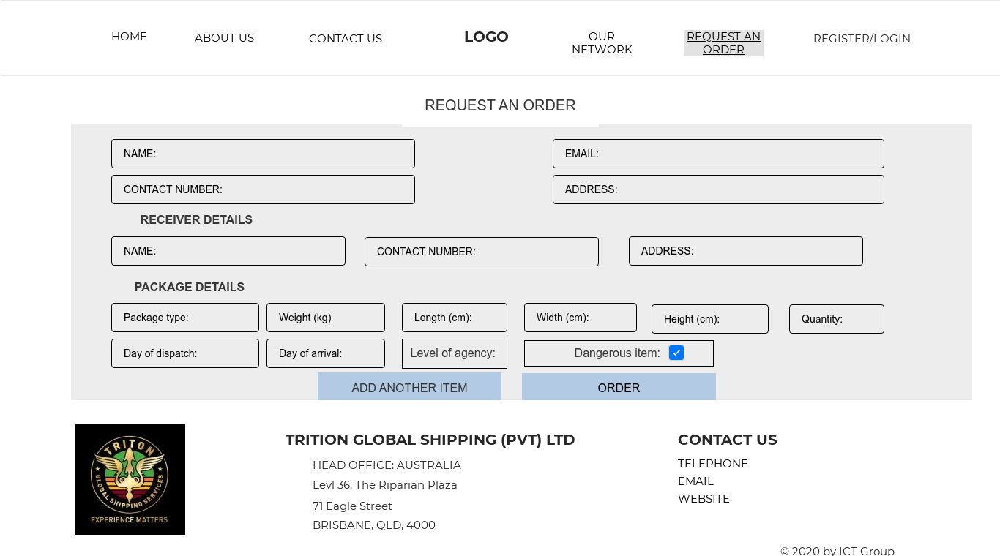 HOME
ABOUT US
CONTACT US
LOGO
OUR
NETWORK
REQUEST AN
ORDER
REGISTER/LOGIN
REQUEST AN ORDER
NAME:
EMAIL:
CONTACT NUMBER:
ADDRESS:
RECEIVER DETAILS
NAME:
CONTACT NUMBER:
ADDRESS:
PACKAGE DETAILS
Package type:
Weight (kg)
Length (cm):
Width (cm):
Height (cm):
Quantity:
Day of dispatch:
Day of arrival:
Level of agency:
Dangerous item:
ADD ANOTHER ITEM
ORDER
TRITON
GLOBAL SHIPPING SERVICES
EXPERIENCE MATTERS
TRITION GLOBAL SHIPPING (PVT) LTD
HEAD OFFICE: AUSTRALIA
Levl 36, The Riparian Plaza
71 Eagle Street
BRISBANE, QLD, 4000
CONTACT US
TELEPHONE
EMAIL
WEBSITE
© 2020 by ICT Group